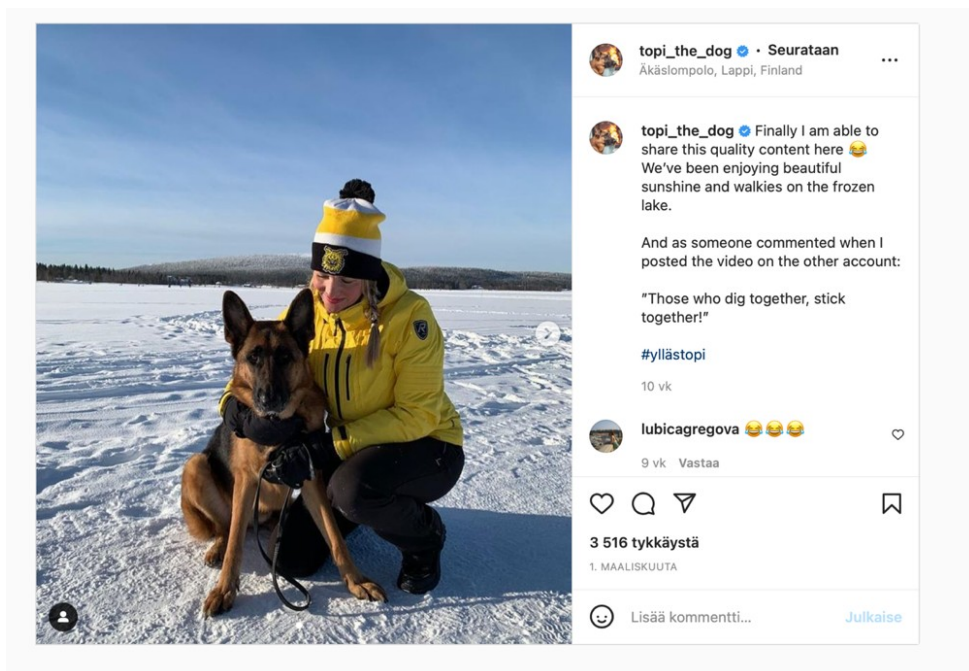 topi_the_dog • Seurataan
Äkäslompolo, Lappi, Finland
topi_the_dog Finally I am able to
share this quality content here 😂
We've been enjoying beautiful
sunshine and walkies on the frozen
lake.
And as someone commented when I
posted the video on the other account:
"Those who dig together, stick
together!"
#yllästopi
10 vk
lubicagregova 😂😂😂
9 vk Vastaa
3 516 tykkäystä
1. MAALISKUUTA
Lisää kommentti... Julkaise